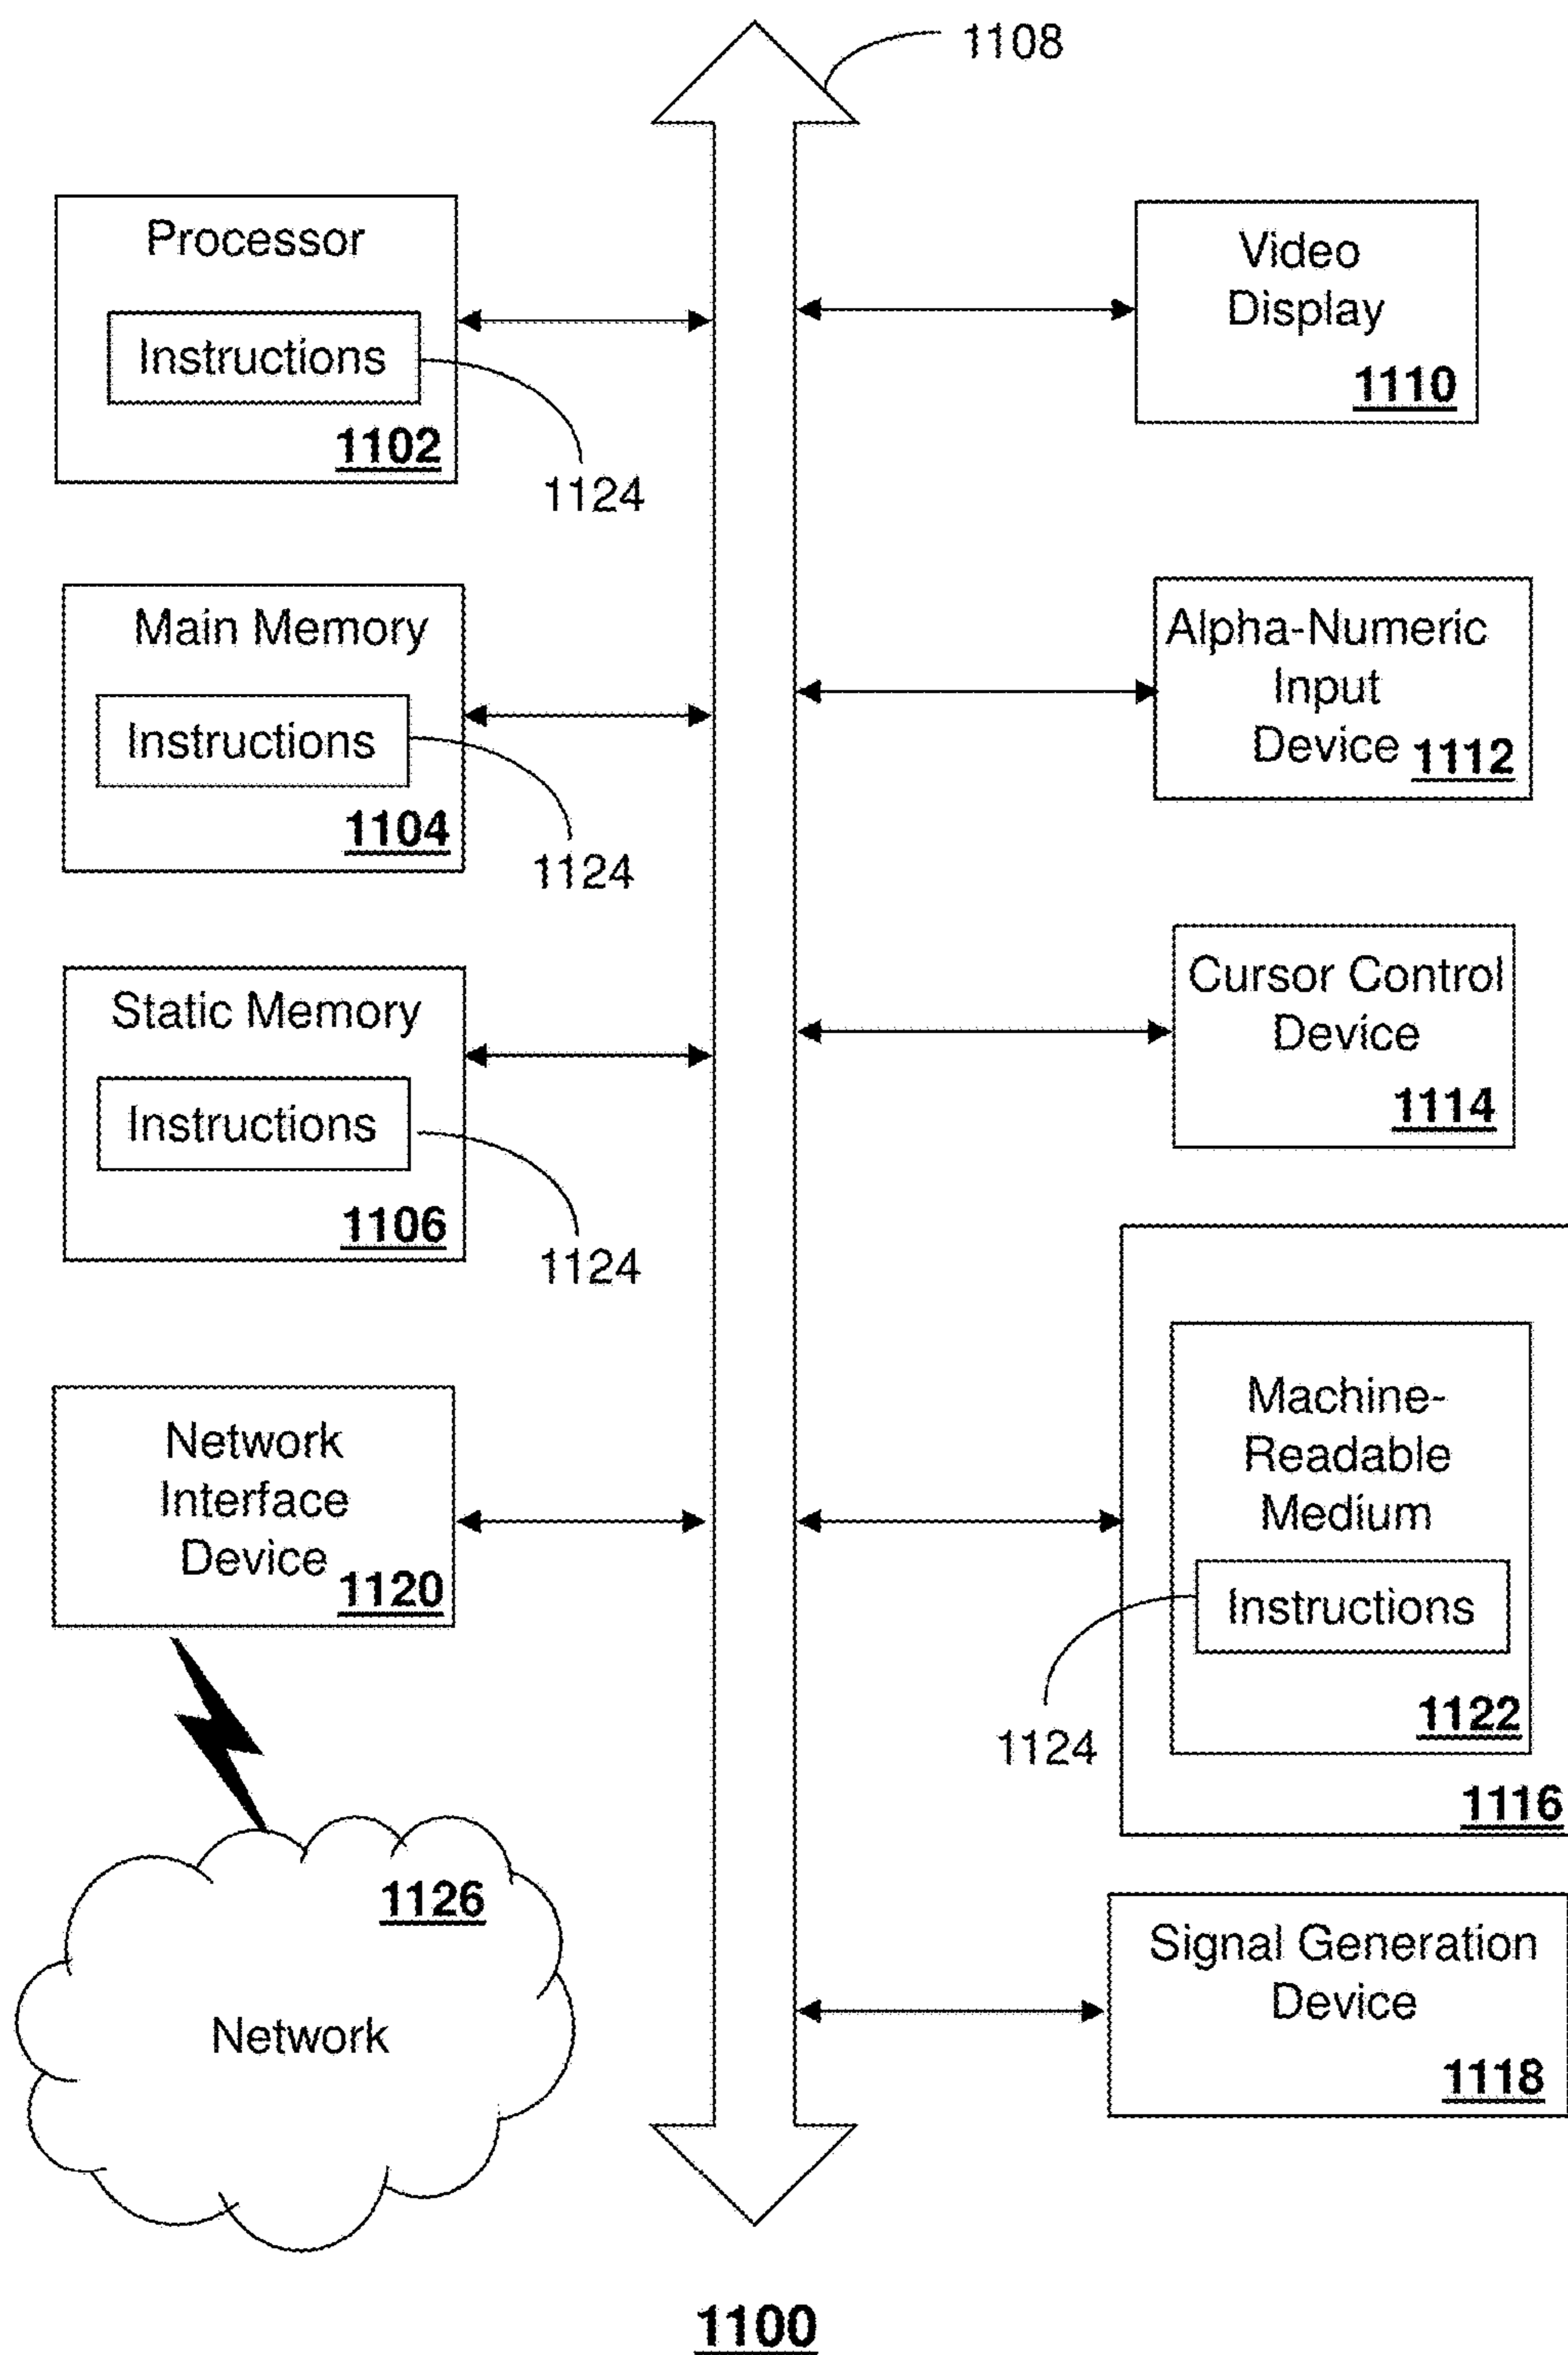 1108
Processor
Instructions
1102
1124
Video
Display
1110
Main Memory
Instructions
1104
1124
Alpha-Numeric
Input
Device 1112
Static Memory
Instructions
1106
1124
Cursor Control
Device
1114
Network
Interface
Device
1120
Machine-
Readable
Medium
Instructions
1122
1124
1116
1126
Network
Signal Generation
Device
1118
1100